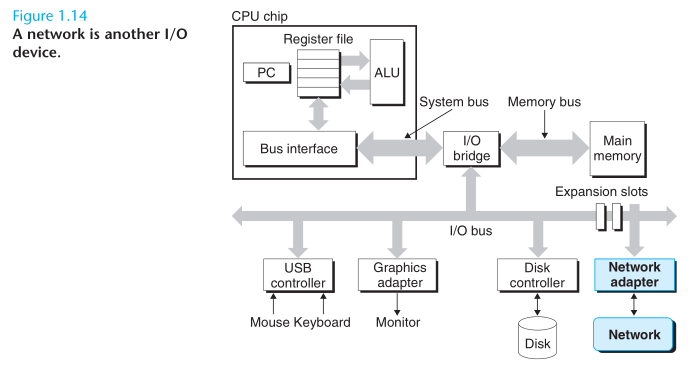 Figure 1.14
A network is another I/O
device.
CPU chip
Register file
PC
ALU
System bus
Memory bus
Bus interface
I/O
bridge
Main
memory
Expansion slots
I/O bus
USB
controller
Graphics
adapter
Disk
controller
Network
adapter
Mouse Keyboard
Monitor
Disk
Network